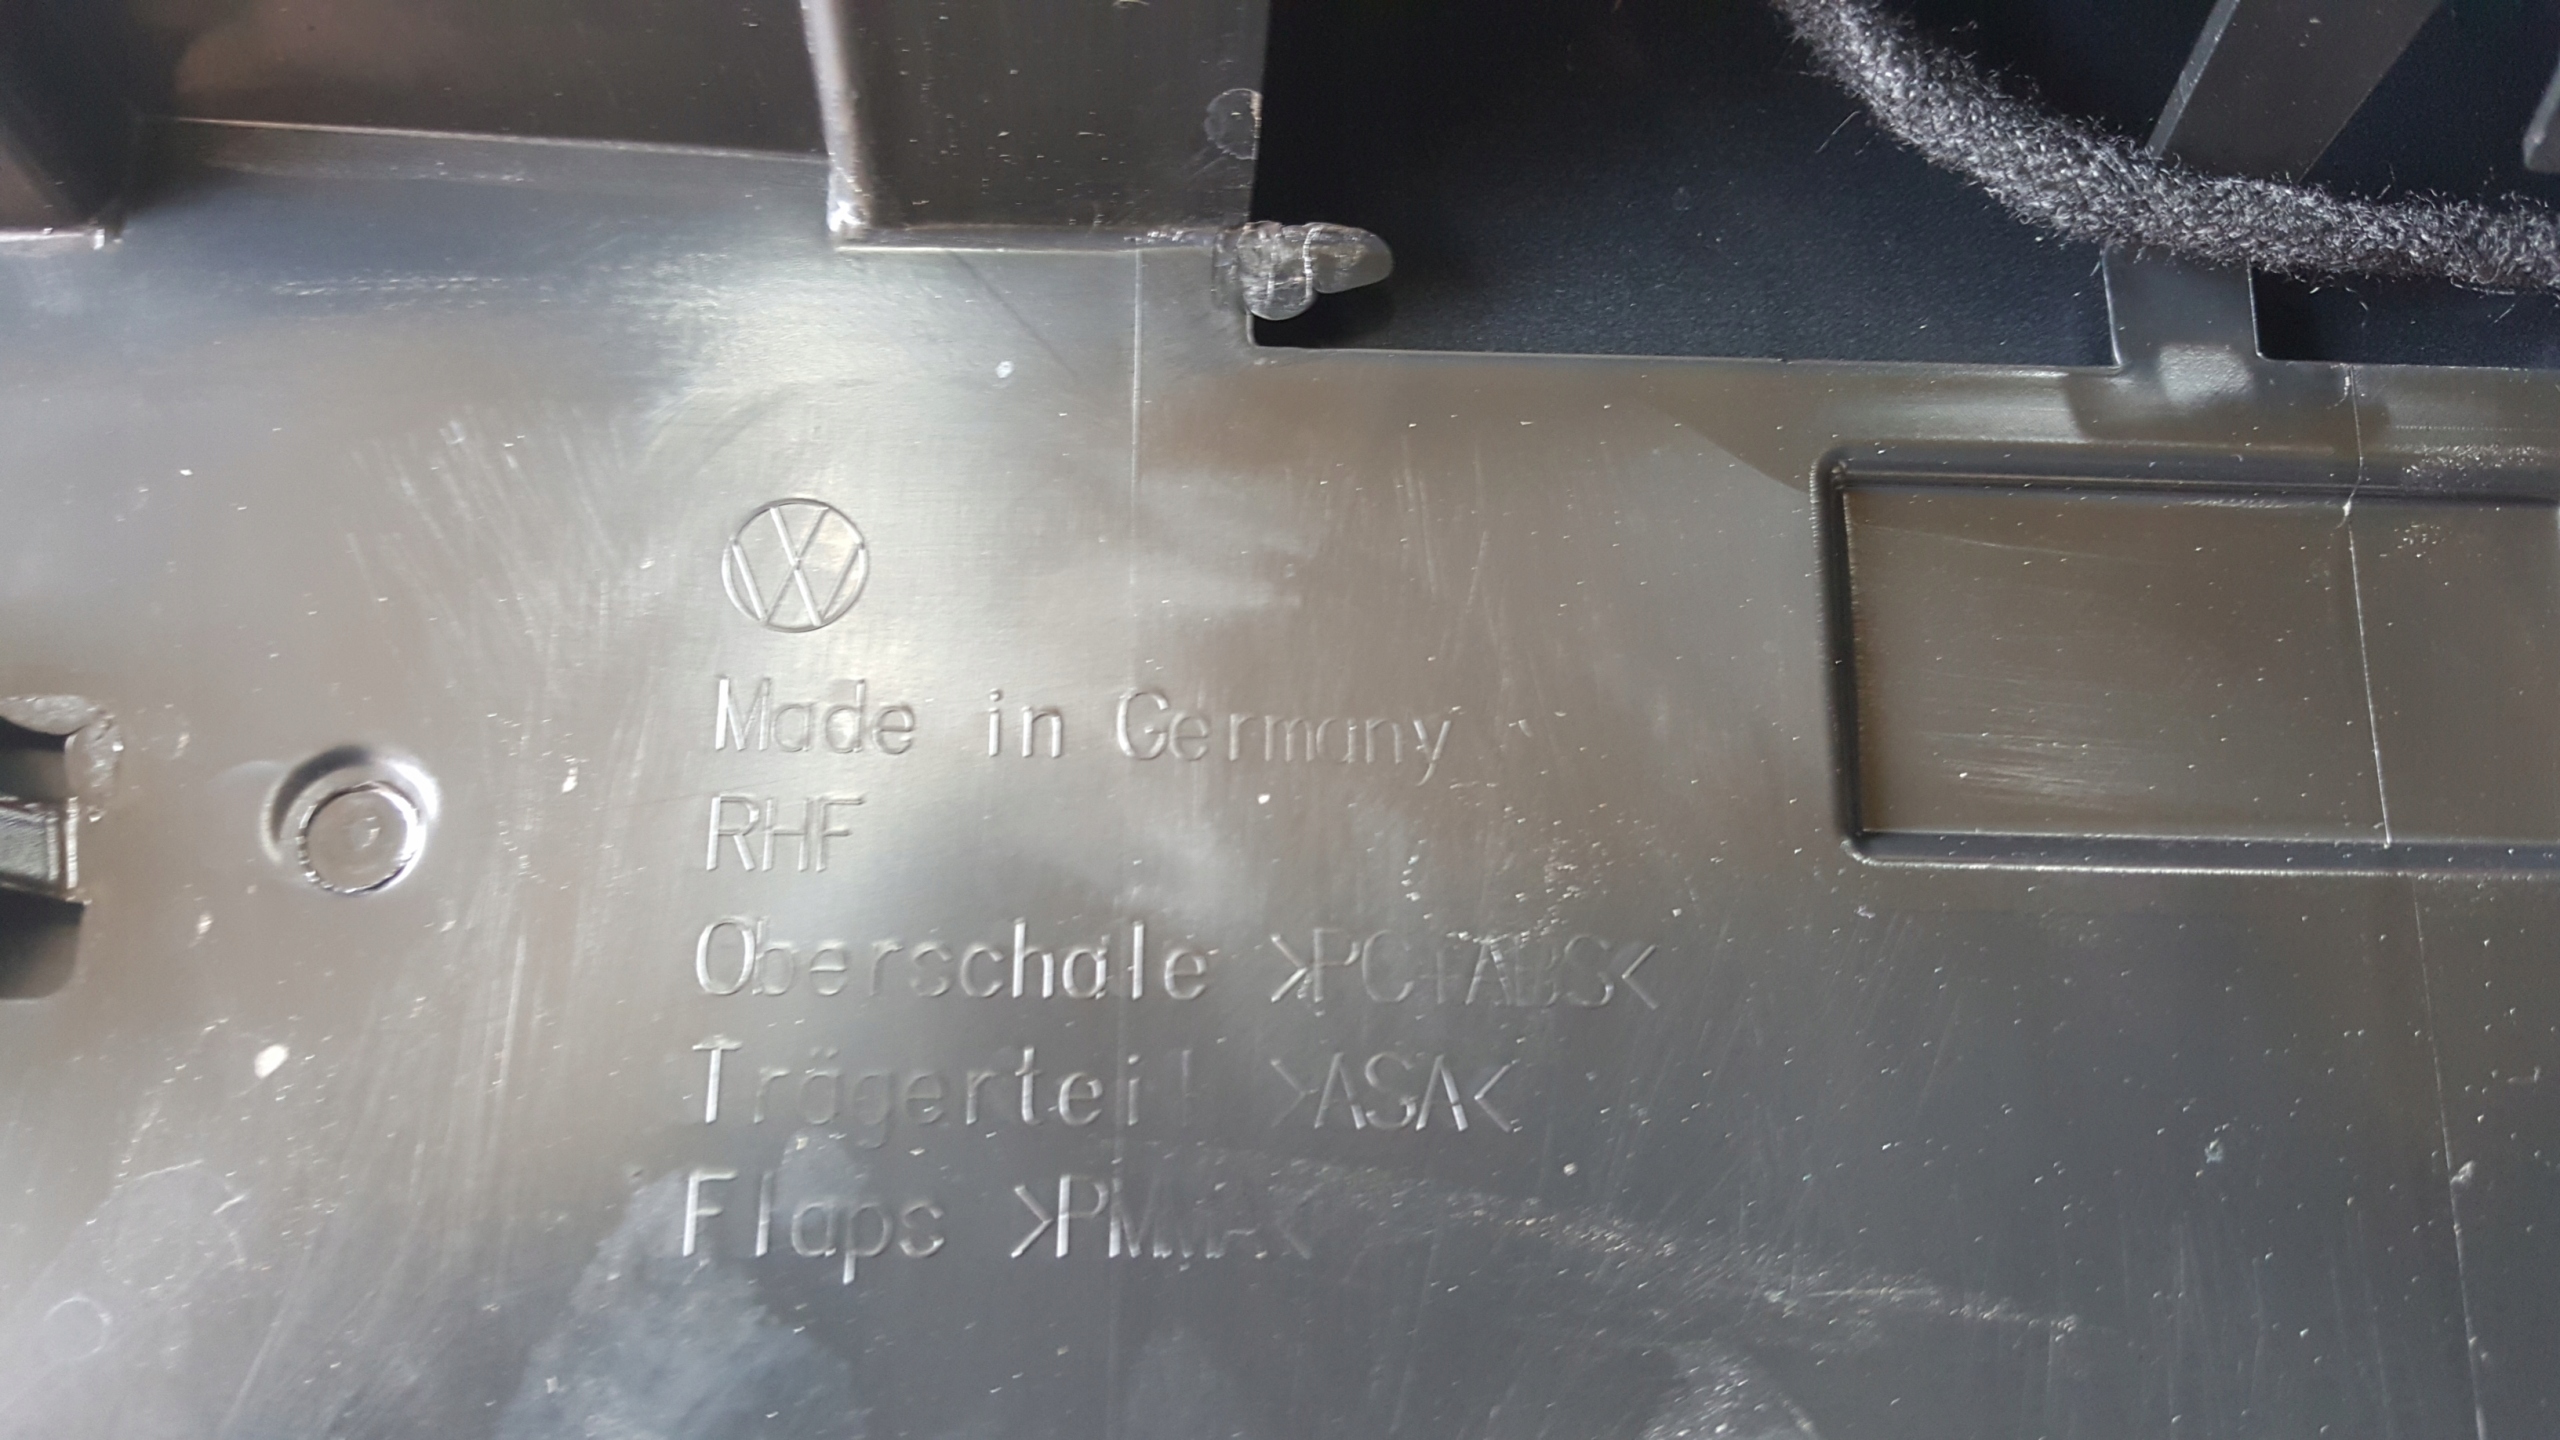 Made in Germany
RHF
Oberschale >PC+ABS<
Trägerteil >ASA<
Flaps >PMMA<